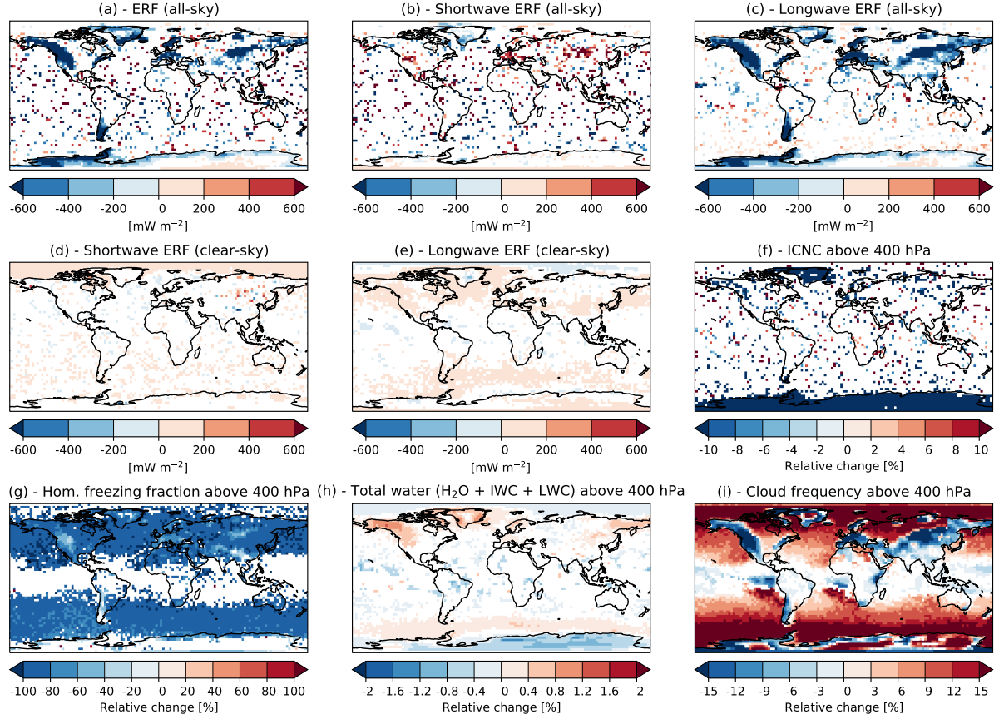 (a) - ERF (all-sky)
(b) - Shortwave ERF (all-sky)
(c) - Longwave ERF (all-sky)
-600 -400 -200 0 200 400 600
-600 -400 -200 0 200 400 600
-600 -400 -200 0 200 400 600
[mW m⁻²]
[mW m⁻²]
[mW m⁻²]
(d) - Shortwave ERF (clear-sky)
(e) - Longwave ERF (clear-sky)
(f) - ICNC above 400 hPa
-600 -400 -200 0 200 400 600
-600 -400 -200 0 200 400 600
-10 -8 -6 -4 -2 0 2 4 6 8 10
[mW m⁻²]
[mW m⁻²]
Relative change [%]
(g) - Hom. freezing fraction above 400 hPa
(h) - Total water (H₂O + IWC + LWC) above 400 hPa
(i) - Cloud frequency above 400 hPa
-100 -80 -60 -40 -20 0 20 40 60 80 100
-2 -1.6 -1.2 -0.8 -0.4 0 0.4 0.8 1.2 1.6 2
-15 -12 -9 -6 -3 0 3 6 9 12 15
Relative change [%]
Relative change [%]
Relative change [%]